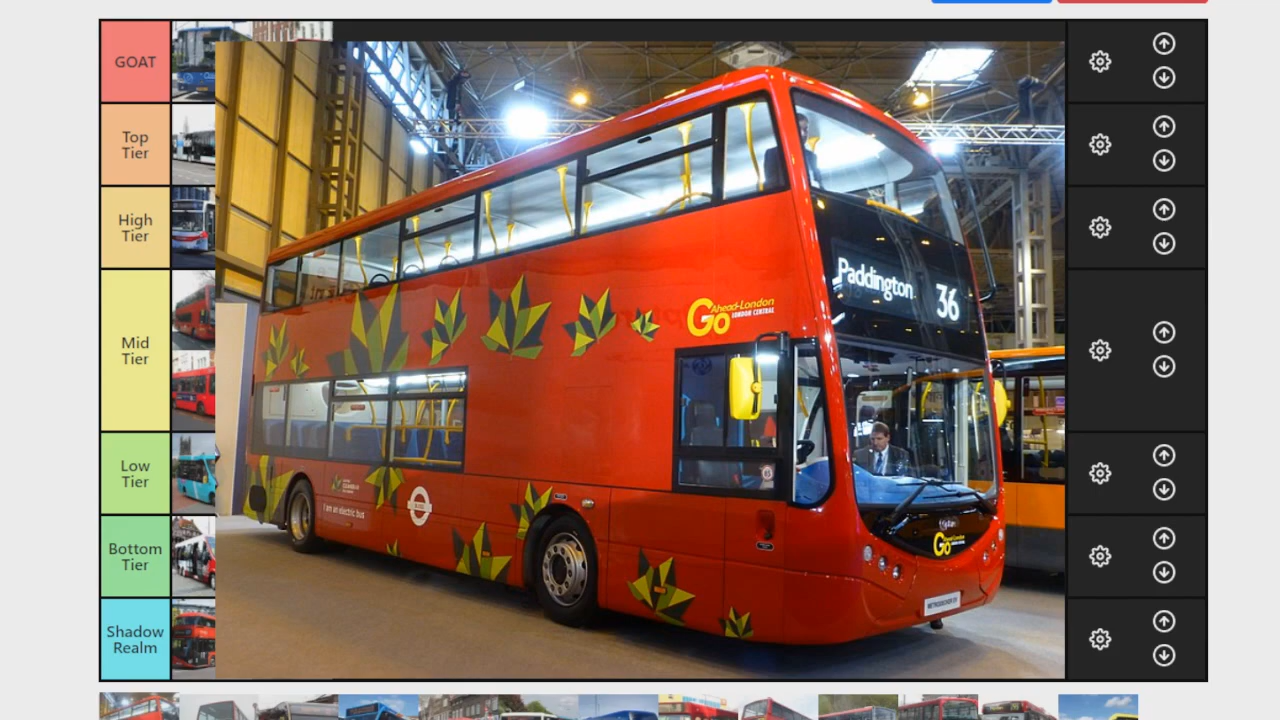 GOAT
Top
Tier
High
Tier
Mid
Tier
Low
Tier
Bottom
Tier
Shadow
Realm
Paddington 36
Go Ahead-London
LONDON CENTRAL
I am an electric bus
Go